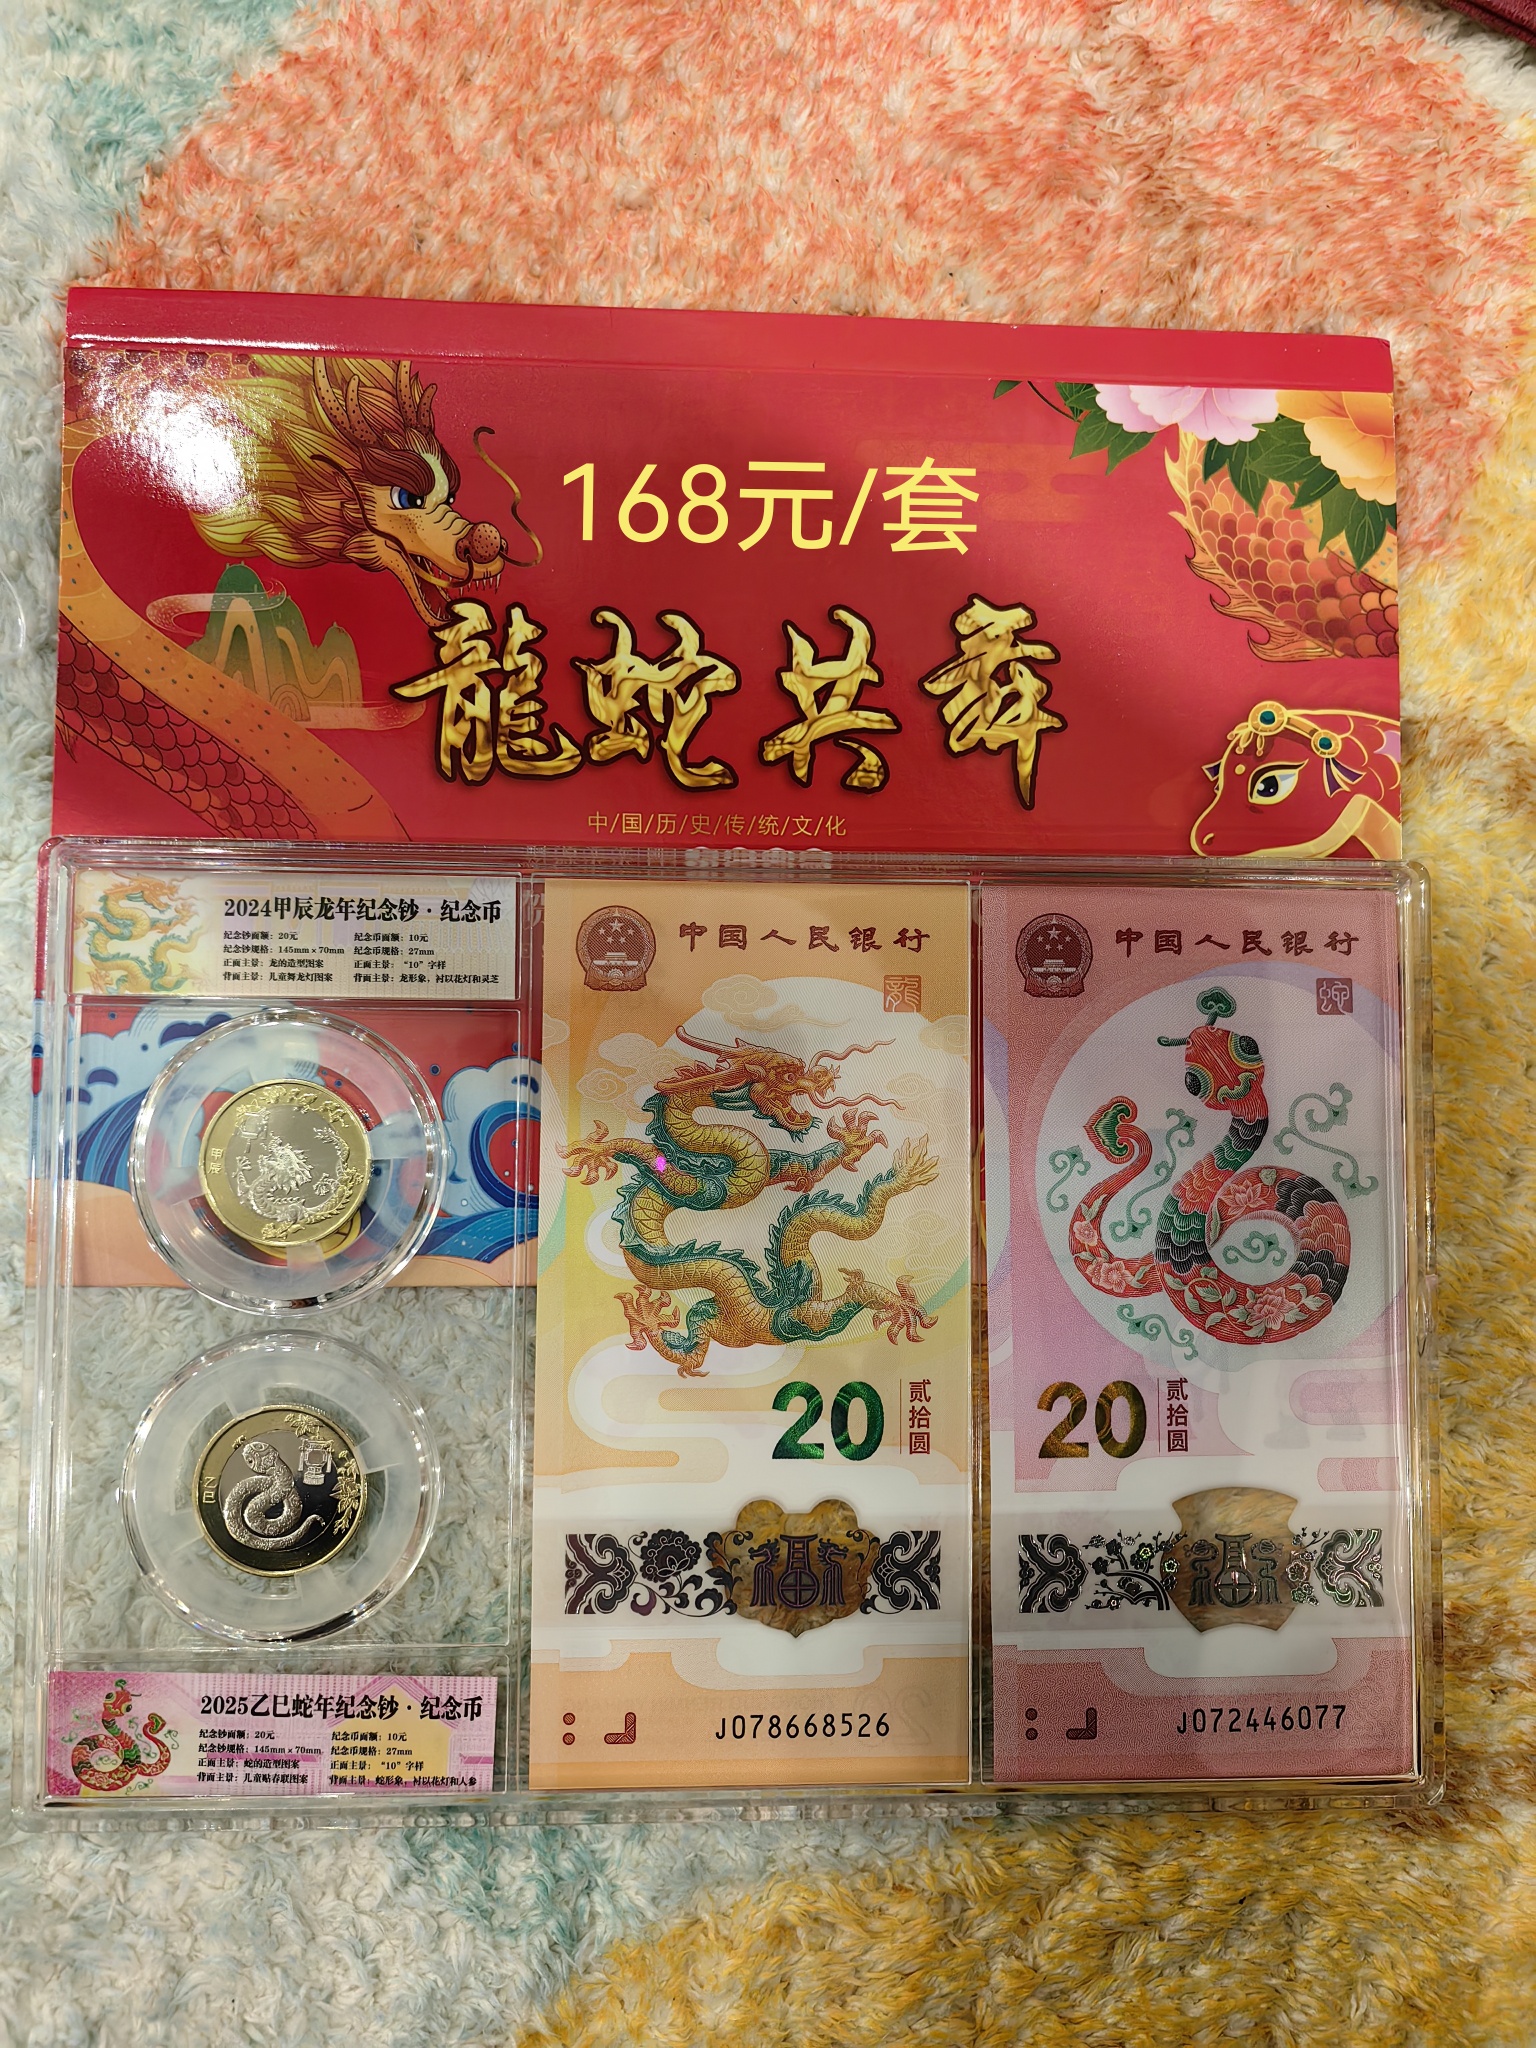 168元/套
龍蛇共舞
中/国/历/史/传/统/文/化
2024甲辰龙年纪念钞·纪念币
纪念钞面额：20元 纪念币面额：10元
纪念钞规格：145mm×70mm 纪念币规格：27mm
正面主景：龙的造型图案 正面主景：“10”字样
背面主景：儿童舞龙灯图案 背面主景：龙形象，衬以花灯和灵芝
甲辰
乙巳
2025乙巳蛇年纪念钞·纪念币
纪念钞面额：20元 纪念币面额：10元
纪念钞规格：145mm×70mm 纪念币规格：27mm
正面主景：蛇的造型图案 正面主景：“10”字样
背面主景：儿童贴春联图案 背面主景：蛇形象，衬以花灯和人参
中国人民银行
龍
20
贰拾圆
J078668526
中国人民银行
蛇
20
贰拾圆
J072446077